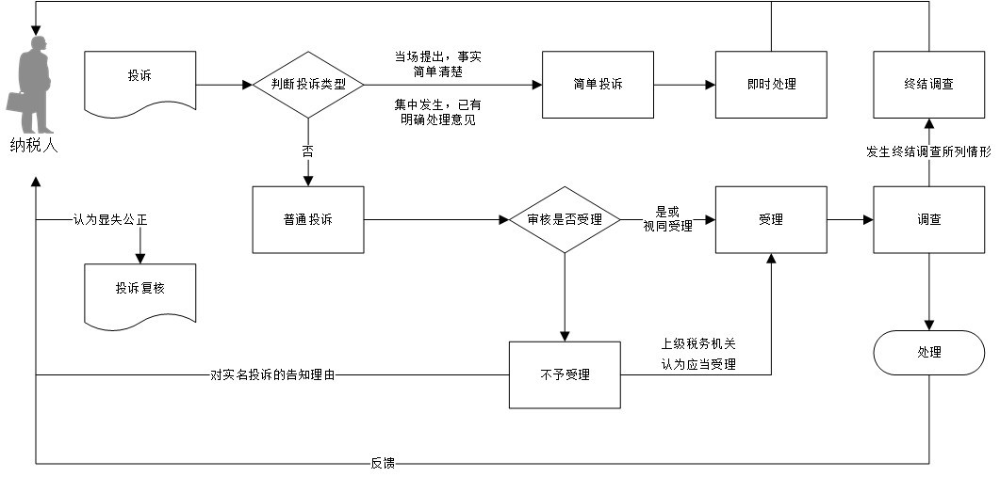 投诉
判断投诉类型
当场提出，事实
简单清楚
集中发生，已有
明确处理意见
简单投诉
即时处理
终结调查
纳税人
否
发生终结调查所列情形
认为显失公正
普通投诉
审核是否受理
是或
视同受理
受理
调查
投诉复核
上级税务机关
认为应当受理
处理
对实名投诉的告知理由
不予受理
反馈